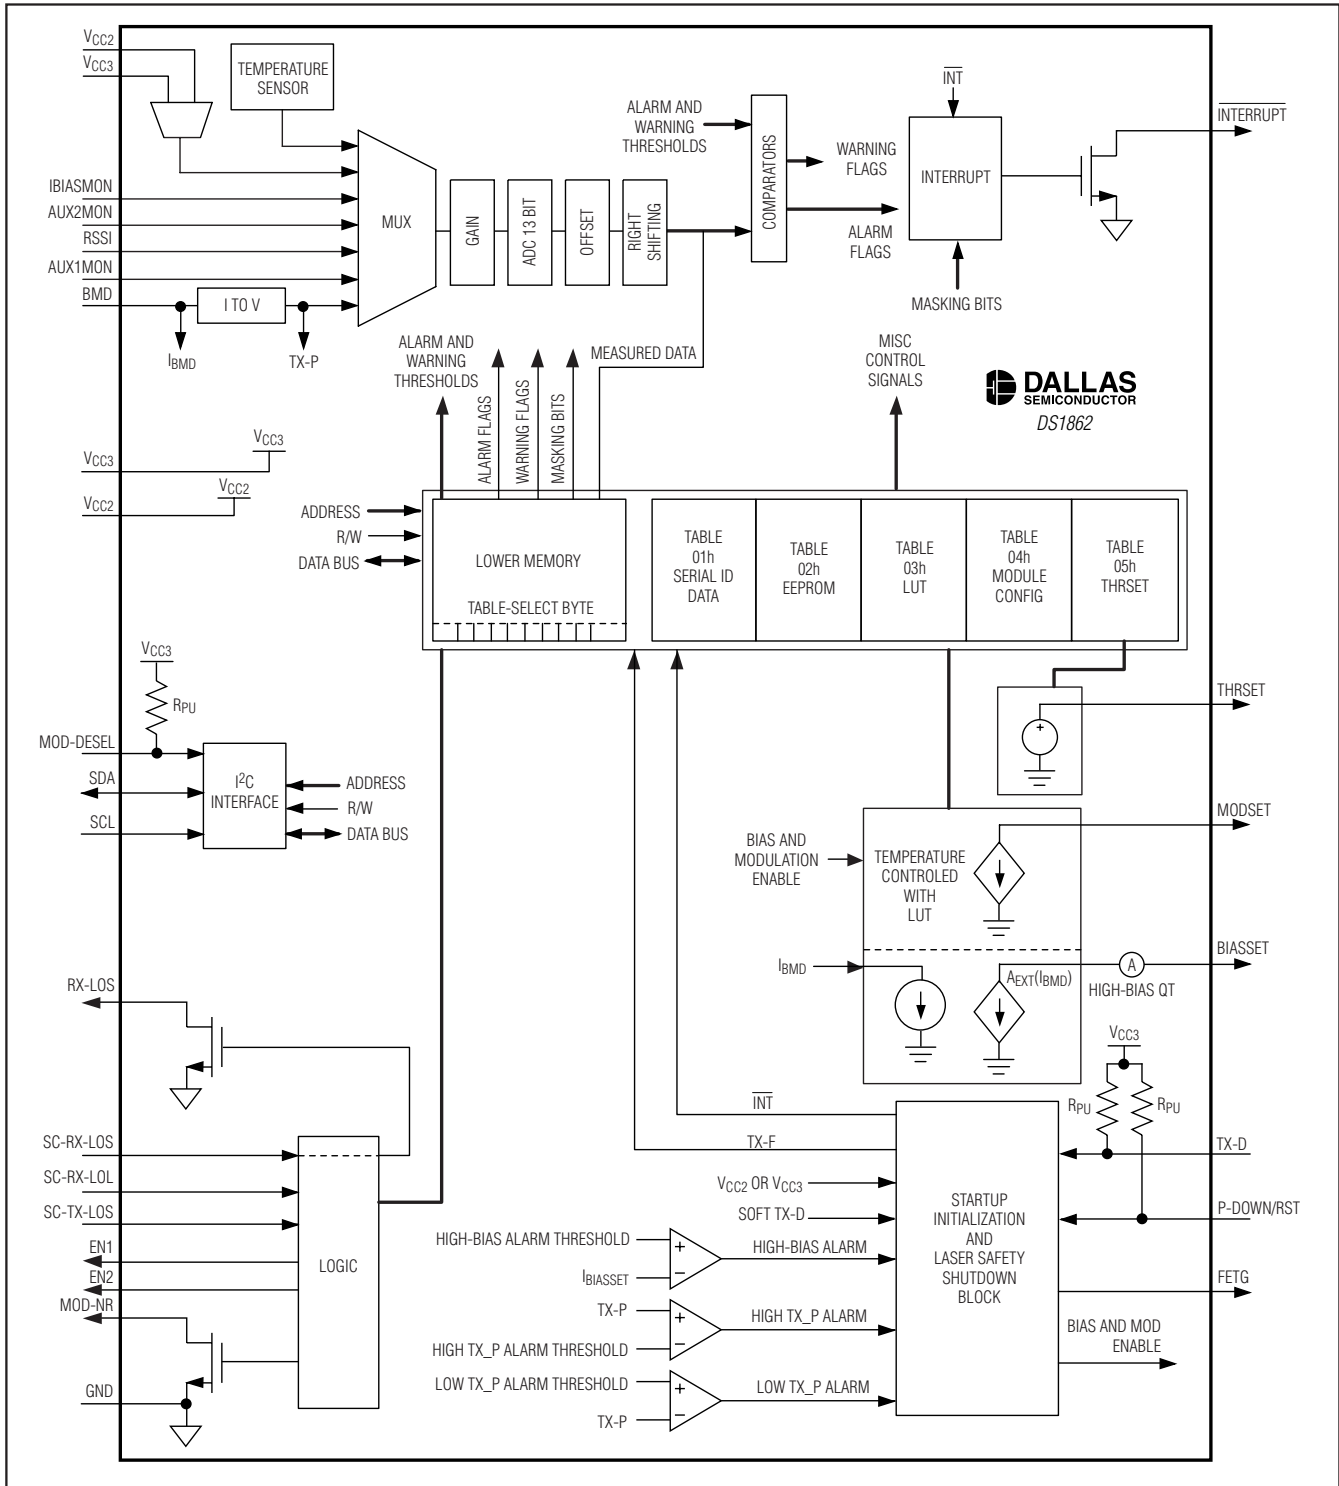 VCC2
VCC3
TEMPERATURE
SENSOR
IBIASMON
AUX2MON
RSSI
AUX1MON
BMD
I TO V
IBMD
TX-P
MUX
GAIN
ADC 13 BIT
OFFSET
RIGHT
SHIFTING
ALARM AND
WARNING
THRESHOLDS
COMPARATORS
WARNING
FLAGS
ALARM
FLAGS
INT
INTERRUPT
MASKING BITS
INTERRUPT
ALARM AND
WARNING
THRESHOLDS
ALARM FLAGS
WARNING FLAGS
MASKING BITS
MEASURED DATA
MISC
CONTROL
SIGNALS
DALLAS
SEMICONDUCTOR
DS1862
VCC3
VCC3
VCC2
VCC2
ADDRESS
R/W
DATA BUS
LOWER MEMORY
TABLE-SELECT BYTE
TABLE
01h
SERIAL ID
DATA
TABLE
02h
EEPROM
TABLE
03h
LUT
TABLE
04h
MODULE
CONFIG
TABLE
05h
THRSET
VCC3
RPU
MOD-DESEL
SDA
SCL
I2C
INTERFACE
ADDRESS
R/W
DATA BUS
THRSET
MODSET
BIAS AND
MODULATION
ENABLE
TEMPERATURE
CONTROLED
WITH
LUT
IBMD
AEXT(IBMD)
A
HIGH-BIAS QT
BIASSET
RX-LOS
VCC3
RPU
RPU
INT
TX-F
VCC2 OR VCC3
SOFT TX-D
HIGH-BIAS ALARM THRESHOLD
IBIASSET
+
−
HIGH-BIAS ALARM
TX-P
HIGH TX_P ALARM THRESHOLD
+
−
HIGH TX_P ALARM
LOW TX_P ALARM THRESHOLD
TX-P
+
−
LOW TX_P ALARM
STARTUP
INITIALIZATION
AND
LASER SAFETY
SHUTDOWN
BLOCK
TX-D
P-DOWN/RST
FETG
BIAS AND MOD
ENABLE
SC-RX-LOS
SC-RX-LOL
SC-TX-LOS
EN1
EN2
MOD-NR
GND
LOGIC
+